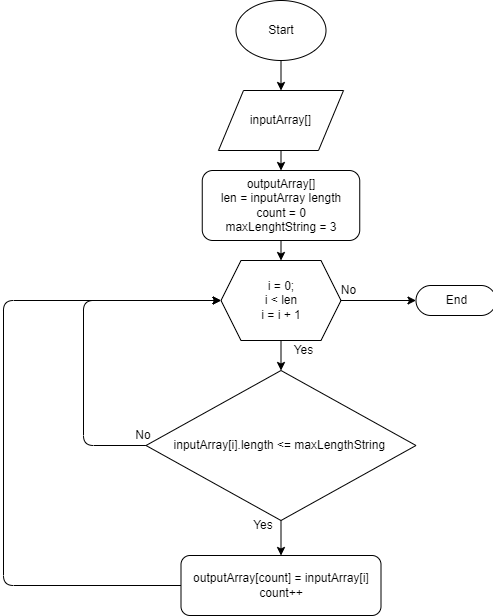 Start
inputArray[]
outputArray[]
len = inputArray length
count = 0
maxLenghtString = 3
i = 0;
i < len
i = i + 1
No
End
Yes
No
inputArray[i].length <= maxLengthString
Yes
outputArray[count] = inputArray[i]
count++